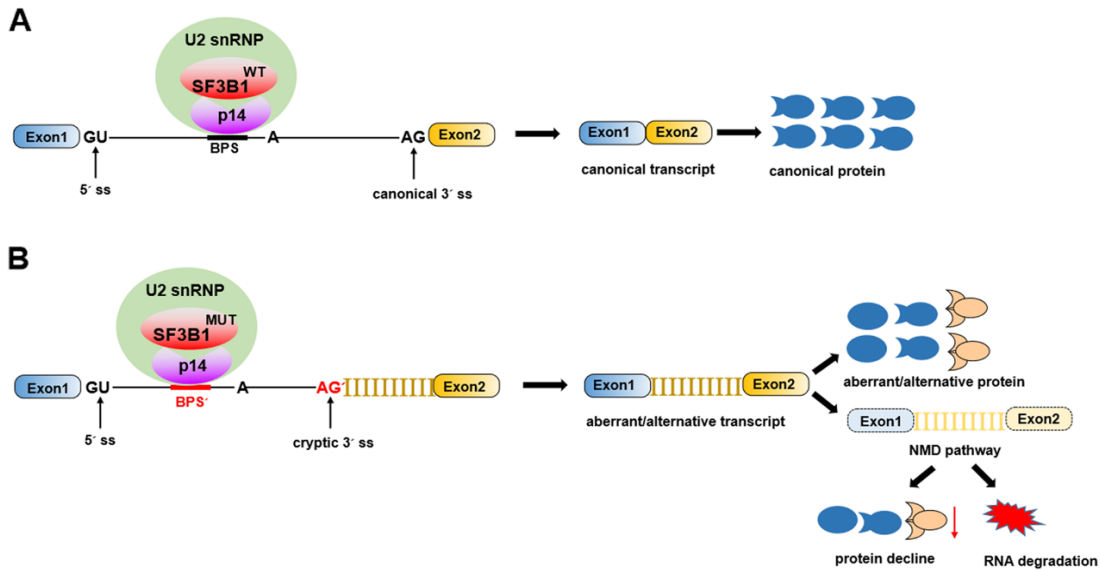 A
U2 snRNP
SF3B1 WT
p14
Exon1 GU A AG Exon2
BPS
5´ ss
canonical 3´ ss
Exon1 Exon2
canonical transcript
canonical protein
B
U2 snRNP
SF3B1 MUT
p14
Exon1 GU A AG´ Exon2
BPS´
5´ ss
cryptic 3´ ss
Exon1 Exon2
aberrant/alternative transcript
aberrant/alternative protein
Exon1 Exon2
NMD pathway
protein decline
RNA degradation